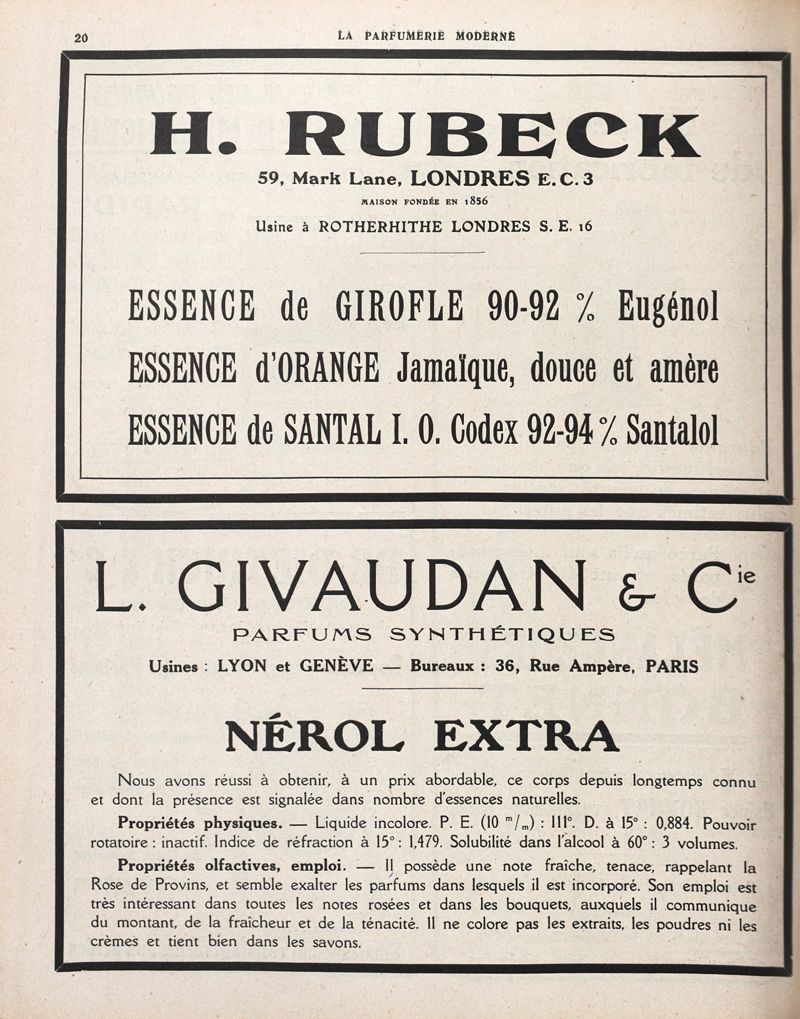 20
LA PARFUMERIE MODERNE
H. RUBECK
59, Mark Lane, LONDRES E. C. 3
MAISON FONDÉE EN 1856
Usine à ROTHERHITHE LONDRES S. E. 16
ESSENCE de GIROFLE 90-92 % Eugénol
ESSENCE d'ORANGE Jamaïque, douce et amère
ESSENCE de SANTAL I. O. Codex 92-94 % Santalol
L. GIVAUDAN & Cie
PARFUMS SYNTHÉTIQUES
Usines : LYON et GENÈVE — Bureaux : 36, Rue Ampère, PARIS
NÉROL EXTRA
Nous avons réussi à obtenir, à un prix abordable, ce corps depuis longtemps connu
et dont la présence est signalée dans nombre d'essences naturelles.
Propriétés physiques. — Liquide incolore. P. E. (10 m/m) : 111°. D. à 15° : 0,884. Pouvoir
rotatoire : inactif. Indice de réfraction à 15° : 1,479. Solubilité dans l'alcool à 60° : 3 volumes.
Propriétés olfactives, emploi. — Il possède une note fraîche, tenace, rappelant la
Rose de Provins, et semble exalter les parfums dans lesquels il est incorporé. Son emploi est
très intéressant dans toutes les notes rosées et dans les bouquets, auxquels il communique
du montant, de la fraîcheur et de la ténacité. Il ne colore pas les extraits, les poudres ni les
crèmes et tient bien dans les savons.